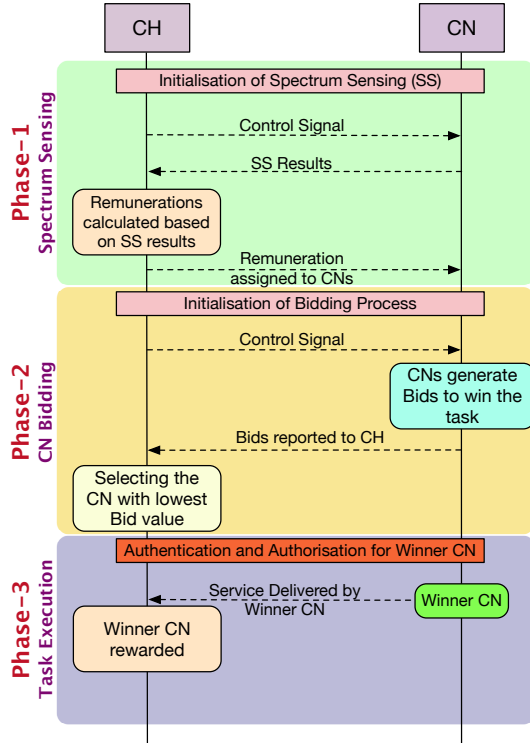 CH
CN
Phase-1
Spectrum Sensing
Initialisation of Spectrum Sensing (SS)
Control Signal
SS Results
Remunerations
calculated based
on SS results
Remuneration
assigned to CNs
Phase-2
CN Bidding
Initialisation of Bidding Process
Control Signal
CNs generate
Bids to win the
task
Bids reported to CH
Selecting the
CN with lowest
Bid value
Phase-3
Task Execution
Authentication and Authorisation for Winner CN
Service Delivered by
Winner CN
Winner CN
Winner CN
rewarded